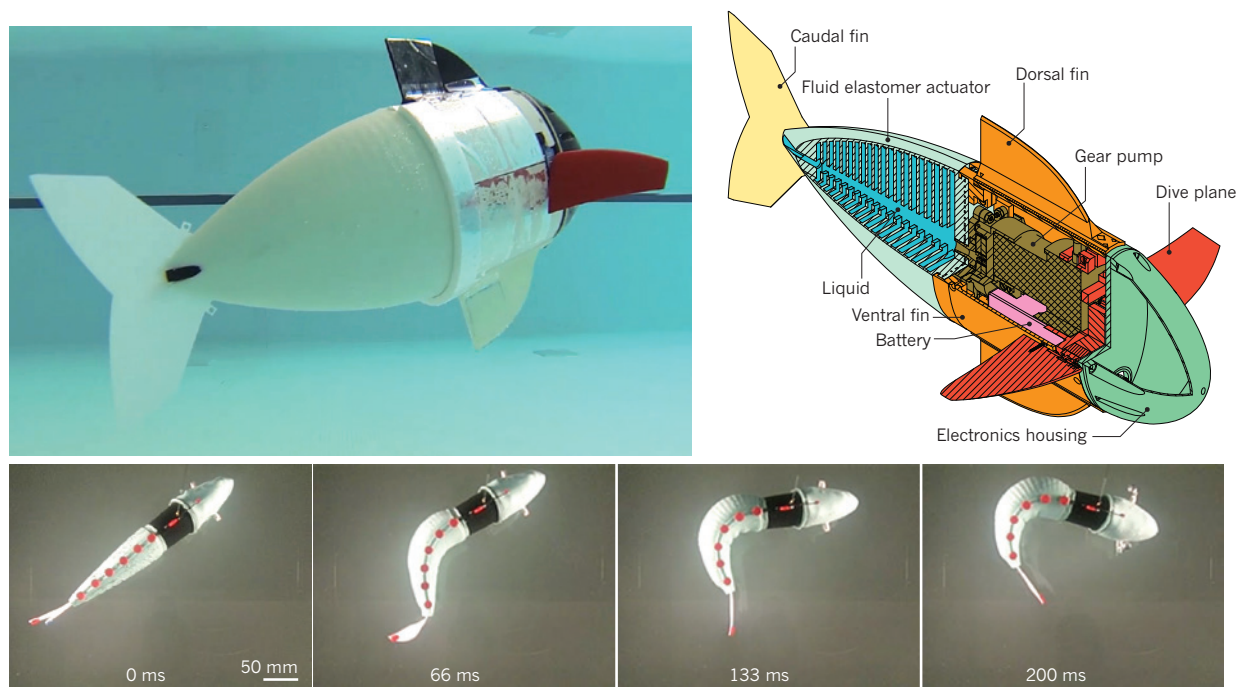 Caudal fin
Fluid elastomer actuator
Dorsal fin
Gear pump
Dive plane
Liquid
Ventral fin
Battery
Electronics housing
0 ms
50 mm
66 ms
133 ms
200 ms